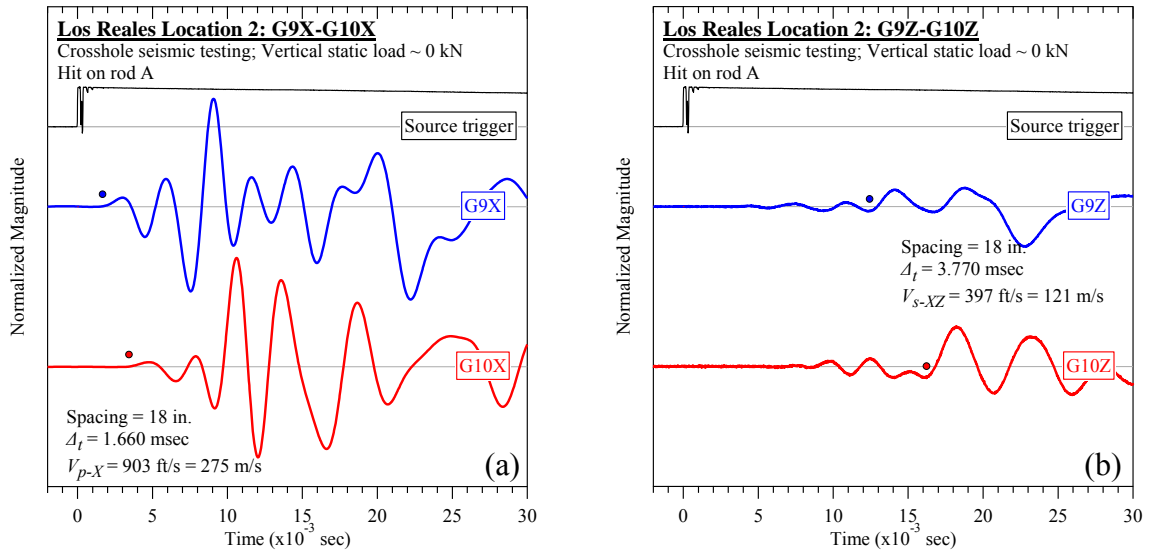 Los Reales Location 2: G9X-G10X
Crosshole seismic testing; Vertical static load ~ 0 kN
Hit on rod A
Source trigger
G9X
G10X
Spacing = 18 in.
Δt = 1.660 msec
Vp-X = 903 ft/s = 275 m/s
(a)
Normalized Magnitude
0 5 10 15 20 25 30
Time (x10-3 sec)
Los Reales Location 2: G9Z-G10Z
Crosshole seismic testing; Vertical static load ~ 0 kN
Hit on rod A
Source trigger
G9Z
Spacing = 18 in.
Δt = 3.770 msec
Vs-XZ = 397 ft/s = 121 m/s
G10Z
(b)
Normalized Magnitude
0 5 10 15 20 25 30
Time (x10-3 sec)